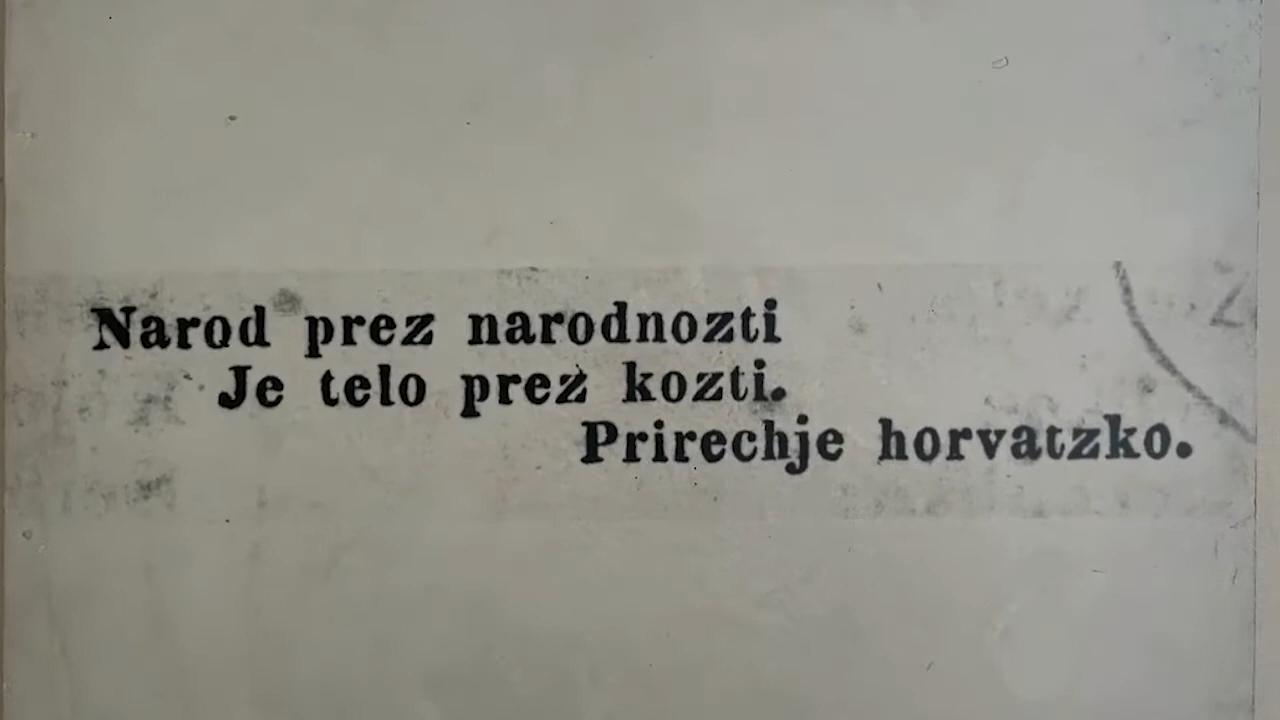 Narod prez narodnozti
Je telo prez kozti.
Prirechje horvatzko.